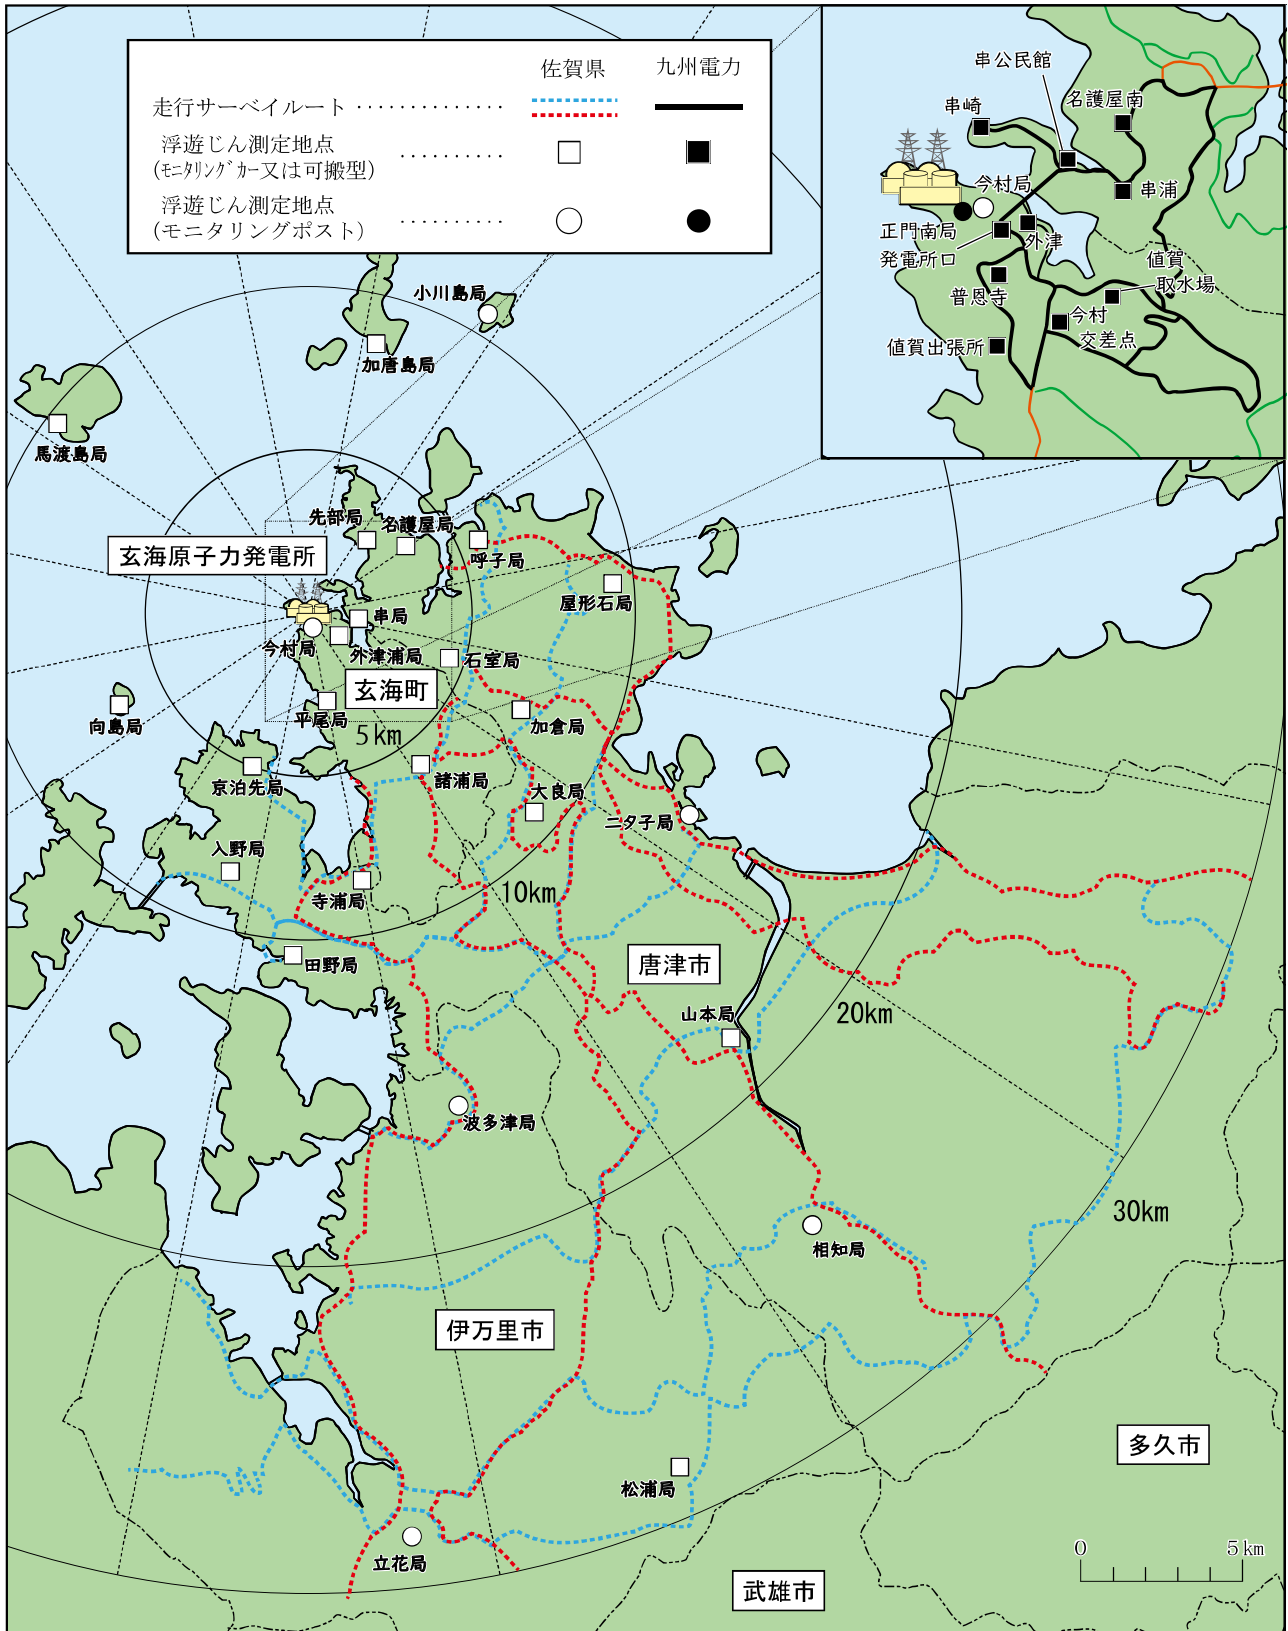 佐賀県 九州電力
走行サーベイルート ‥‥‥‥‥‥‥
浮遊じん測定地点
(モニタリングカー又は可搬型) ‥‥‥‥‥
浮遊じん測定地点
(モニタリングポスト) ‥‥‥‥‥
串公民館
串崎
名護屋南
今村局
串浦
正門南局
発電所口
外津
値賀
取水場
普恩寺
今村
交差点
値賀出張所
小川島局
加唐島局
馬渡島局
先部局
名護屋局
呼子局
玄海原子力発電所
屋形石局
串局
今村局
外津浦局
石室局
玄海町
向島局
平尾局
加倉局
5km
京泊先局
諸浦局
大良局
二タ子局
入野局
寺浦局
10km
田野局
唐津市
山本局
20km
波多津局
30km
相知局
伊万里市
多久市
松浦局
立花局
武雄市
0 5km